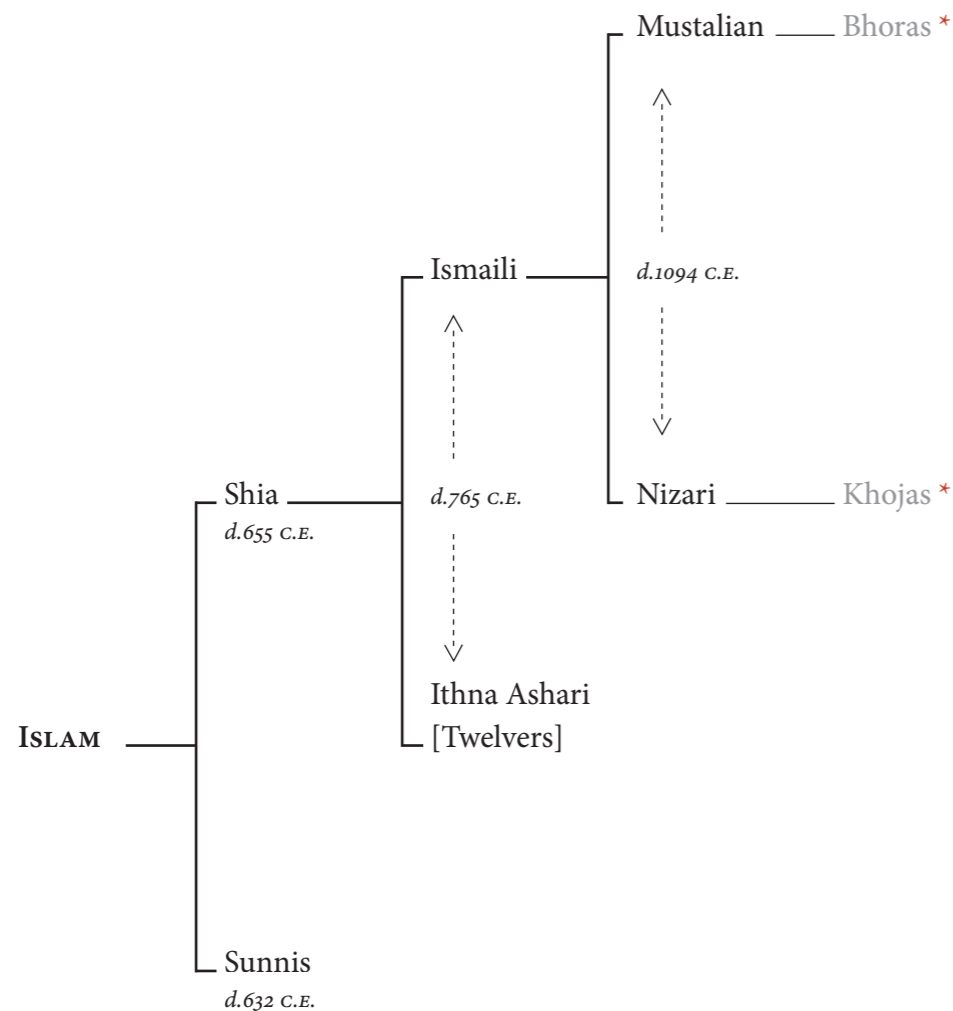 Mustalian Bhoras *
Ismaili d.1094 C.E.
Shia d.765 C.E. Nizari Khojas *
d.655 C.E.
Ithna Ashari
ISLAM [Twelvers]
Sunnis
d.632 C.E.